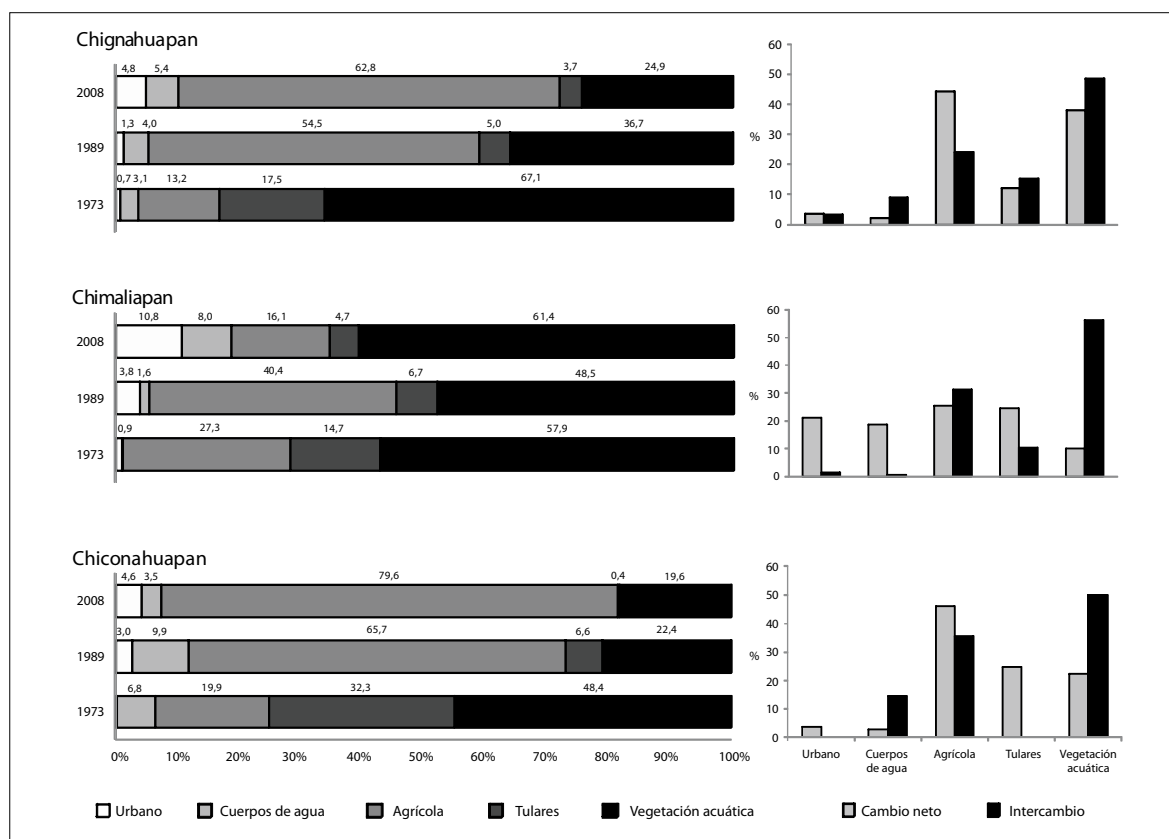 Chignahuapan
4,8 5,4 62,8 3,7 24,9
2008
1,3 4,0 54,5 5,0 36,7
1989
0,7 3,1 13,2 17,5 67,1
1973
60
50
40
% 30
20
10
0
Chimaliapan
10,8 8,0 16,1 4,7 61,4
2008
3,8 1,6 40,4 6,7 48,5
1989
0,9 27,3 14,7 57,9
1973
60
50
40
% 30
20
10
0
Chiconahuapan
4,6 3,5 79,6 0,4 19,6
2008
3,0 9,9 65,7 6,6 22,4
1989
6,8 19,9 32,3 48,4
1973
0% 10% 20% 30% 40% 50% 60% 70% 80% 90% 100%
60
50
40
% 30
20
10
0
Urbano Cuerpos de agua Agrícola Tulares Vegetación acuática
Urbano Cuerpos de agua Agrícola Tulares Vegetación acuática Cambio neto Intercambio